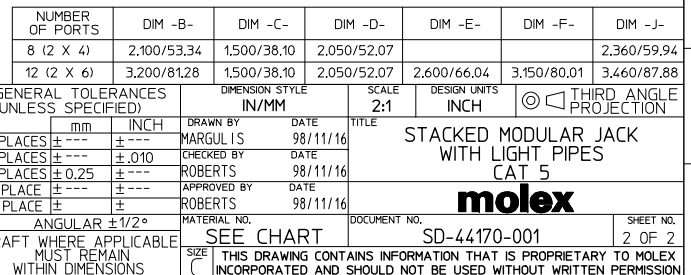 NUMBER OF PORTS DIM -B- DIM -C- DIM -D- DIM -E- DIM -F- DIM -J-
8 (2 X 4) 2.100/53.34 1.500/38.10 2.050/52.07 2.360/59.94
12 (2 X 6) 3.200/81.28 1.500/38.10 2.050/52.07 2.600/66.04 3.150/80.01 3.460/87.88
GENERAL TOLERANCES
(UNLESS SPECIFIED)
mm INCH
PLACES ± --- ± ---
PLACES ± --- ± .010
PLACES ± 0.25 ± ---
PLACE ± --- ± ---
PLACE ± ±
ANGULAR ±1/2°
DRAFT WHERE APPLICABLE
MUST REMAIN
WITHIN DIMENSIONS
DIMENSION STYLE
IN/MM
SCALE
2:1
DESIGN UNITS
INCH
THIRD ANGLE
PROJECTION
DRAWN BY DATE
MARGULIS 98/11/16
CHECKED BY DATE
ROBERTS 98/11/16
APPROVED BY DATE
ROBERTS 98/11/16
TITLE
STACKED MODULAR JACK
WITH LIGHT PIPES
CAT 5
molex
MATERIAL NO.
SEE CHART
DOCUMENT NO.
SD-44170-001
SHEET NO.
2 OF 2
SIZE
C
THIS DRAWING CONTAINS INFORMATION THAT IS PROPRIETARY TO MOLEX
INCORPORATED AND SHOULD NOT BE USED WITHOUT WRITTEN PERMISSION